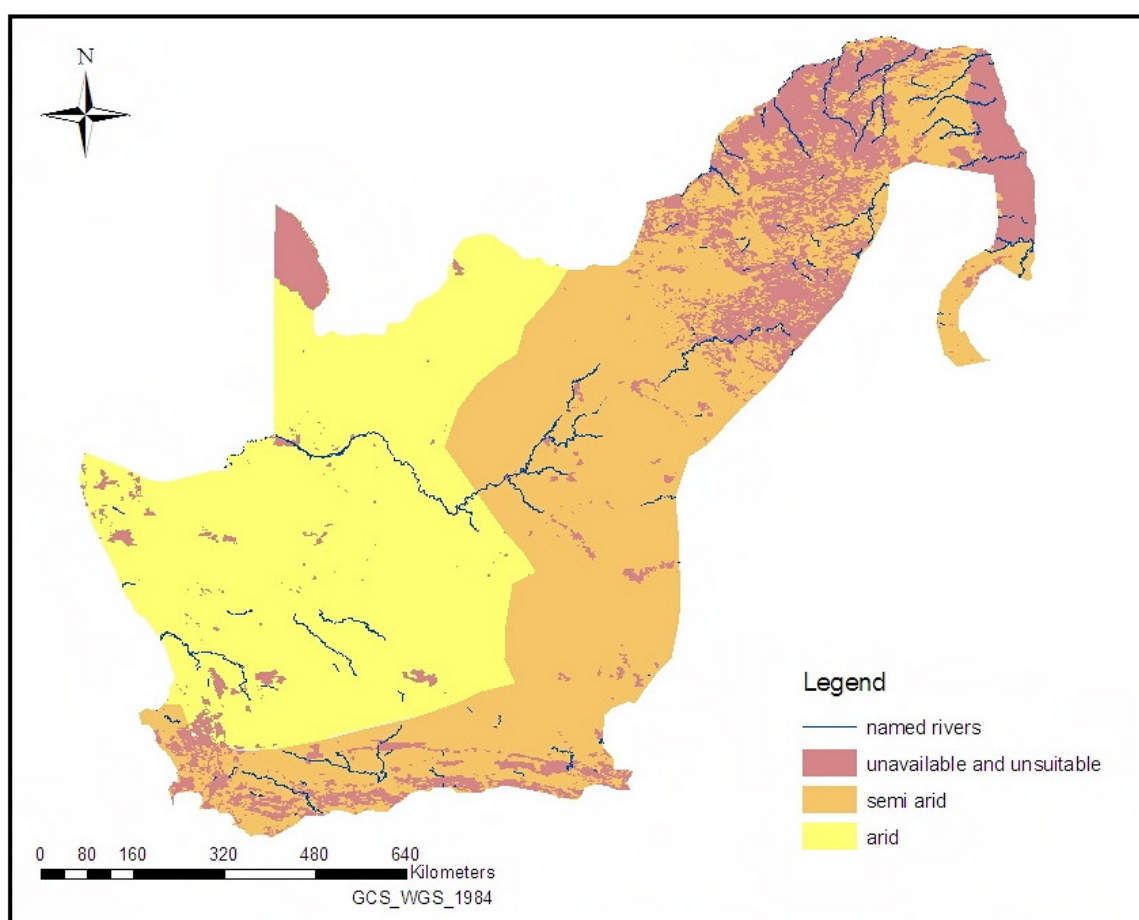 N
Legend
named rivers
unavailable and unsuitable
semi arid
arid
0 80 160 320 480 640
Kilometers
GCS_WGS_1984